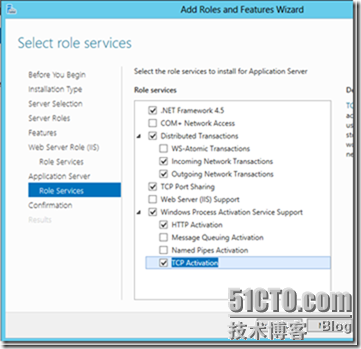 Add Roles and Features Wizard
Select role services
Before You Begin
Installation Type
Server Selection
Server Roles
Features
Web Server Role (IIS)
Role Services
Application Server
Role Services
Confirmation
Results
Select the role services to install for Application Server
Role services
.NET Framework 4.5
COM+ Network Access
Distributed Transactions
WS-Atomic Transactions
Incoming Network Transactions
Outgoing Network Transactions
TCP Port Sharing
Web Server (IIS) Support
Windows Process Activation Service Support
HTTP Activation
Message Queuing Activation
Named Pipes Activation
TCP Activation
51CTO.com
技术博客 Blog